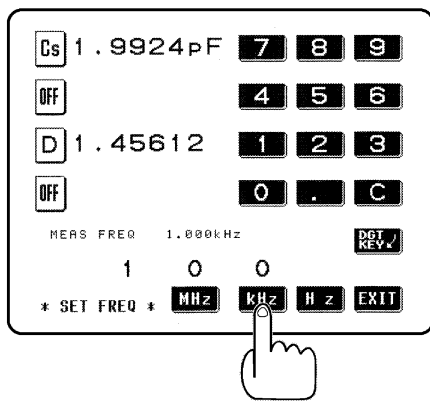 Cs 1.9924pF 7 8 9
OFF 4 5 6
D 1.45612 1 2 3
OFF 0 . C
MEAS FREQ 1.000kHz DGT KEY↙
1 0 0
* SET FREQ * MHz kHz Hz EXIT